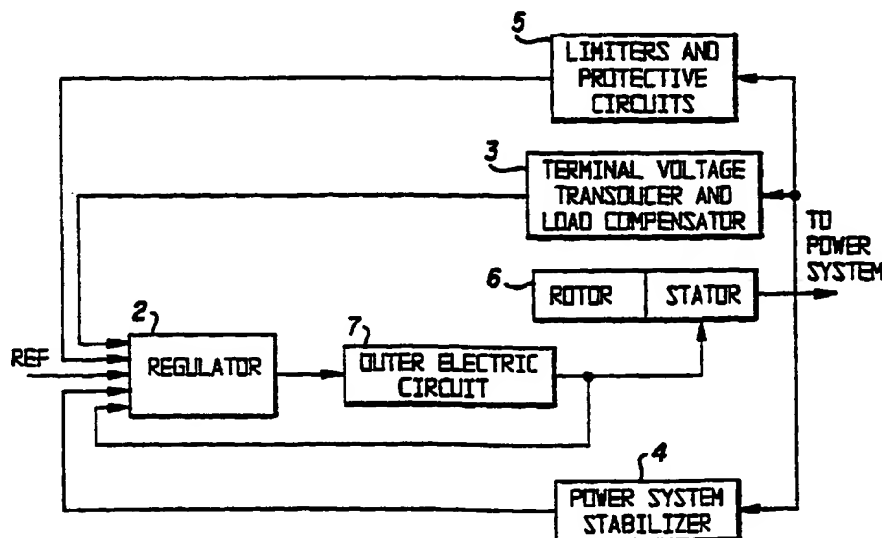 5
LIMITERS AND
PROTECTIVE
CIRCUITS
3
TERMINAL VOLTAGE
TRANSDUCER AND
LOAD COMPENSATOR
TO
POWER
SYSTEM
6
ROTOR
STATOR
2
7
REF
REGULATOR
OUTER ELECTRIC
CIRCUIT
4
POWER SYSTEM
STABILIZER